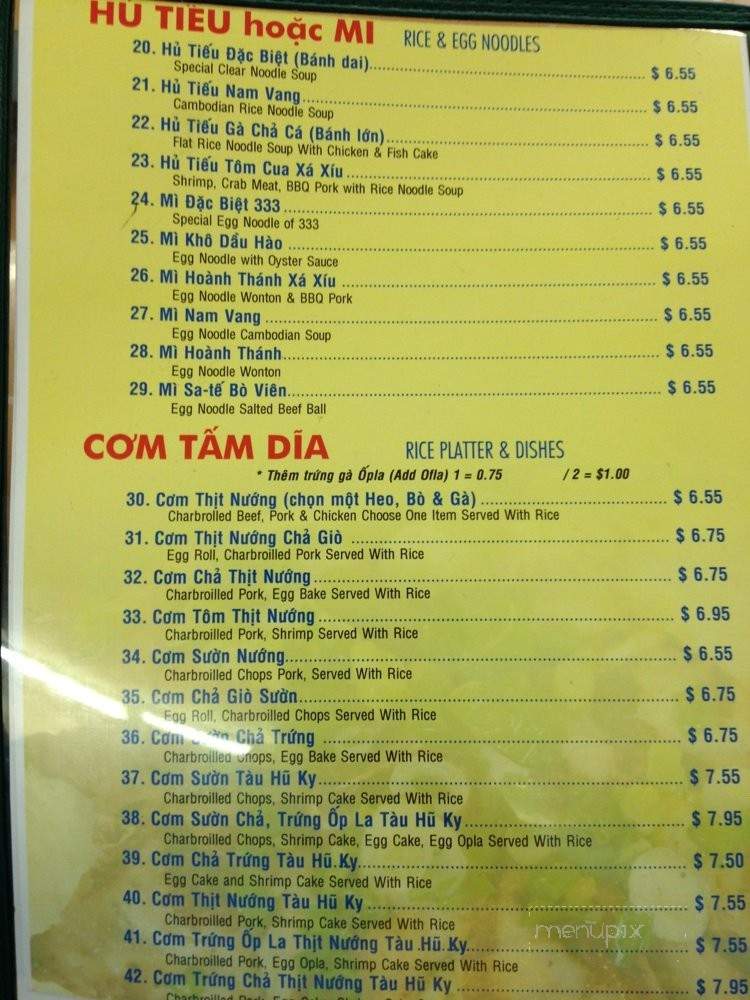 HỦ TIẾU hoặc MI RICE & EGG NOODLES
20. Hủ Tiếu Đặc Biệt (Bánh dai) $ 6.55
Special Clear Noodle Soup
21. Hủ Tiếu Nam Vang $ 6.55
Cambodian Rice Noodle Soup
22. Hủ Tiếu Gà Chả Cá (Bánh lớn) $ 6.55
Flat Rice Noodle Soup With Chicken & Fish Cake
23. Hủ Tiếu Tôm Cua Xá Xíu $ 6.55
Shrimp, Crab Meat, BBQ Pork with Rice Noodle Soup
24. Mì Đặc Biệt 333 $ 6.55
Special Egg Noodle of 333
25. Mì Khô Dầu Hào $ 6.55
Egg Noodle with Oyster Sauce
26. Mì Hoành Thánh Xá Xíu $ 6.55
Egg Noodle Wonton & BBQ Pork
27. Mì Nam Vang $ 6.55
Egg Noodle Cambodian Soup
28. Mì Hoành Thánh $ 6.55
Egg Noodle Wonton
29. Mì Sa-tế Bò Viên $ 6.55
Egg Noodle Salted Beef Ball
CƠM TẤM DĨA RICE PLATTER & DISHES
* Thêm trứng gà Ốpla (Add Ofla) 1 = 0.75 / 2 = $1.00
30. Cơm Thịt Nướng (chọn một Heo, Bò & Gà) $ 6.55
Charbrolled Beef, Pork & Chicken Choose One Item Served With Rice
31. Cơm Thịt Nướng Chả Giò $ 6.75
Egg Roll, Charbroilled Pork Served With Rice
32. Cơm Chả Thịt Nướng $ 6.75
Charbroilled Pork, Egg Bake Served With Rice
33. Cơm Tôm Thịt Nướng $ 6.95
Charbroilled Pork, Shrimp Served With Rice
34. Cơm Sườn Nướng $ 6.55
Charbroilled Chops Pork, Served With Rice
35. Cơm Chả Giò Sườn $ 6.75
Egg Roll, Charbroilled Chops Served With Rice
36. Cơm Sườn Chả Trứng $ 6.75
Charbroilled Chops, Egg Bake Served With Rice
37. Cơm Sườn Tàu Hũ Ky $ 7.55
Charbroilled Chops, Shrimp Cake Served With Rice
38. Cơm Sườn Chả, Trứng Ốp La Tàu Hũ Ky $ 7.95
Charbroilled Chops, Shrimp Cake, Egg Cake, Egg Opla Served With Rice
39. Cơm Chả Trứng Tàu Hũ Ky $ 7.50
Egg Cake and Shrimp Cake Served With Rice
40. Cơm Thịt Nướng Tàu Hũ Ky $ 7.55
Charbroilled Pork, Shrimp Cake Served With Rice
41. Cơm Trứng Ốp La Thịt Nướng Tàu Hũ Ky $ 7.55
Charbroilled Pork, Egg Opla, Shrimp Cake Served With Rice
42. Cơm Trứng Chả Thịt Nướng Tàu Hũ Ky $ 7.95
menupix